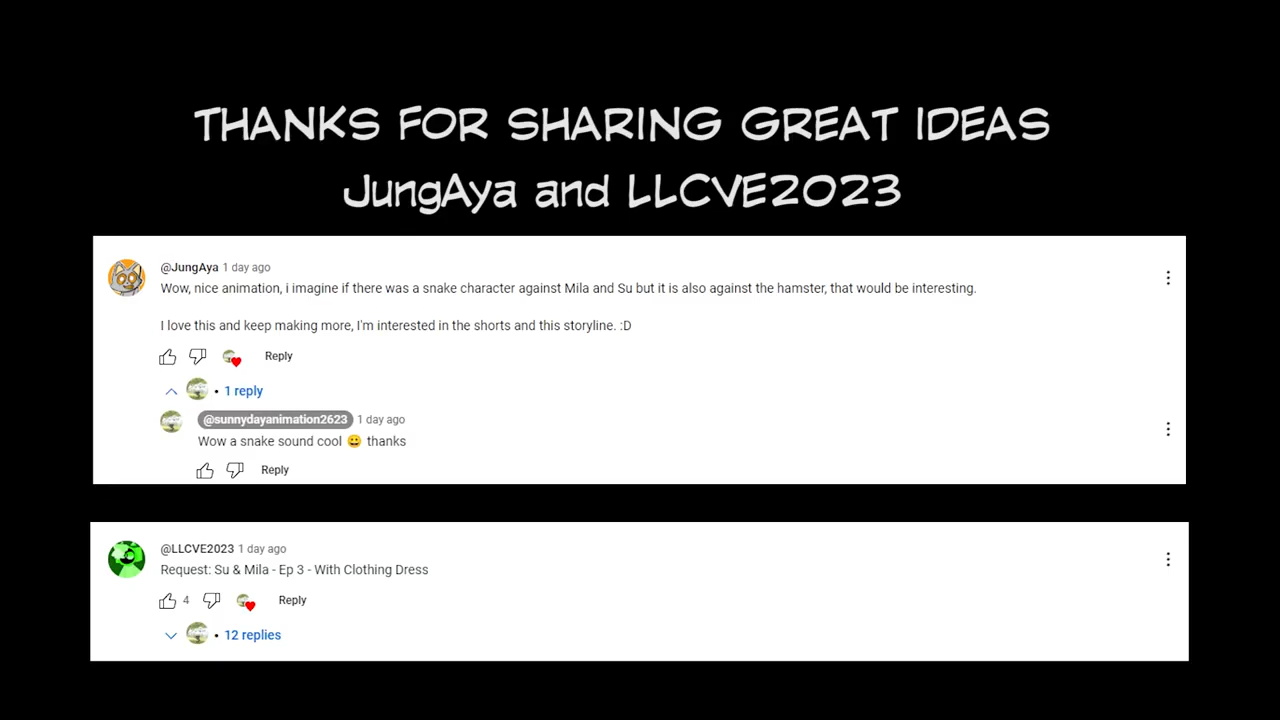 THANKS FOR SHARING GREAT IDEAS
JungAya and LLCVE2023
@JungAya 1 day ago
Wow, nice animation, i imagine if there was a snake character against Mila and Su but it is also against the hamster, that would be interesting.
I love this and keep making more, I'm interested in the shorts and this storyline. :D
Reply
• 1 reply
@sunnydayanimation2623 1 day ago
Wow a snake sound cool 😀 thanks
Reply
@LLCVE2023 1 day ago
Request: Su & Mila - Ep 3 - With Clothing Dress
4 Reply
• 12 replies